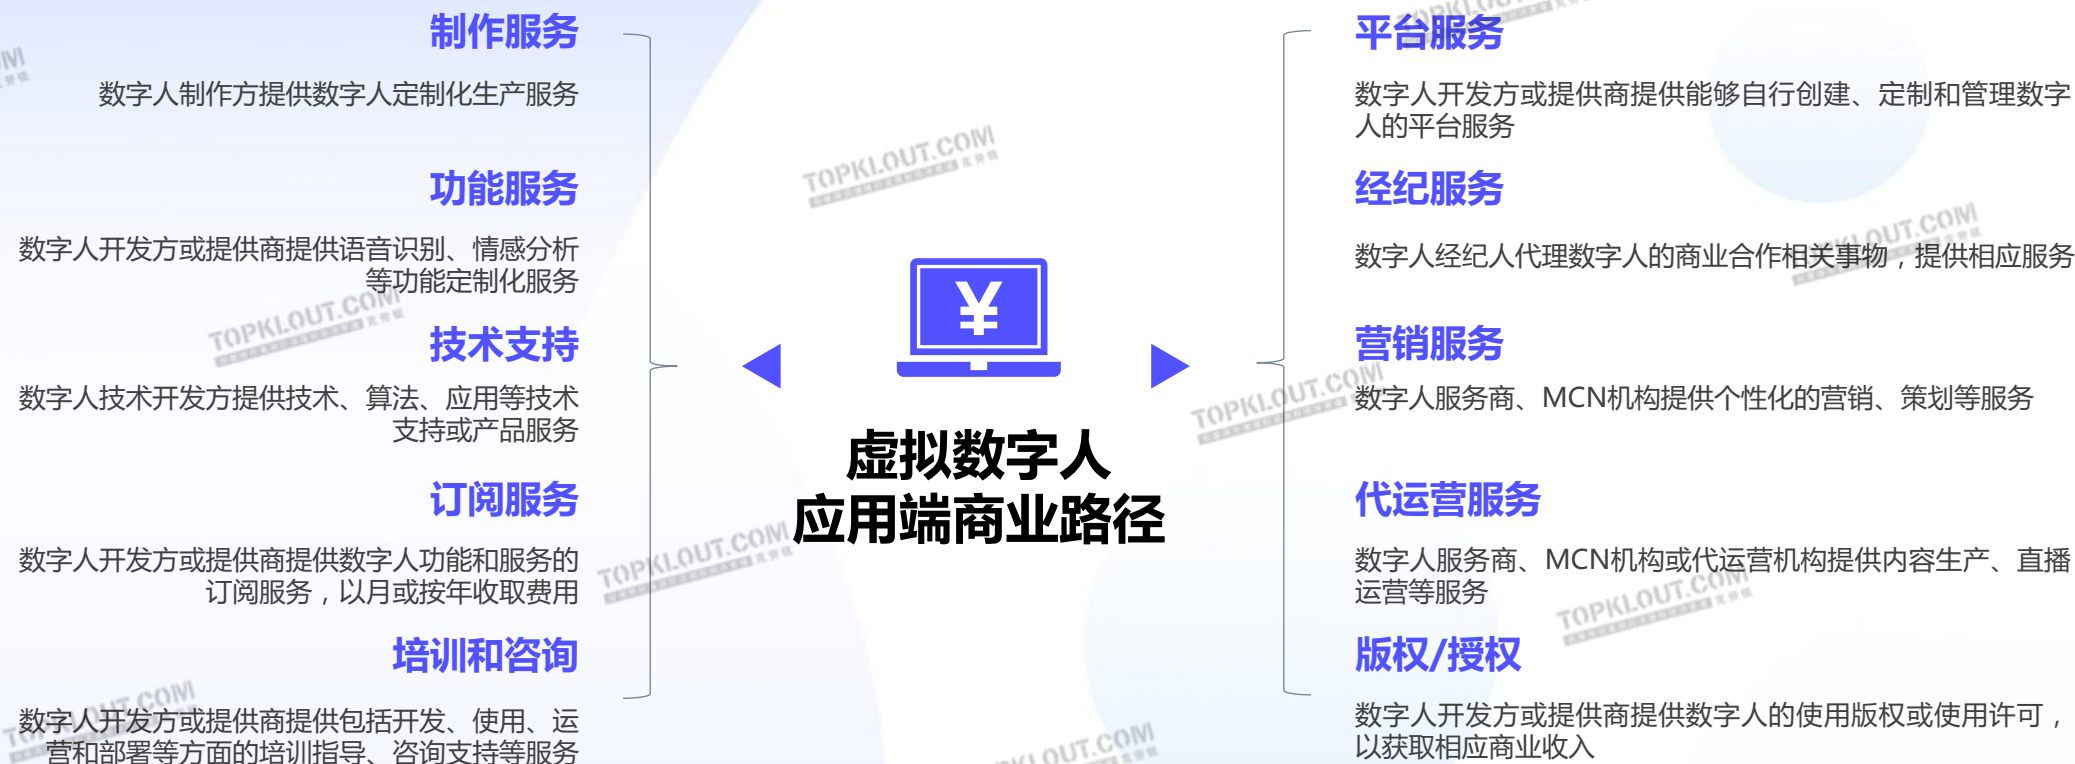 制作服务
数字人制作方提供数字人定制化生产服务
功能服务
数字人开发方或提供商提供语音识别、情感分析
等功能定制化服务
技术支持
数字人技术开发方提供技术、算法、应用等技术
支持或产品服务
订阅服务
数字人开发方或提供商提供数字人功能和服务的
订阅服务，以月或按年收取费用
培训和咨询
数字人开发方或提供商提供包括开发、使用、运
营和部署等方面的培训指导、咨询支持等服务
¥
虚拟数字人
应用端商业路径
平台服务
数字人开发方或提供商提供能够自行创建、定制和管理数字
人的平台服务
经纪服务
数字人经纪人代理数字人的商业合作相关事物，提供相应服务
营销服务
数字人服务商、MCN机构提供个性化的营销、策划等服务
代运营服务
数字人服务商、MCN机构或代运营机构提供内容生产、直播
运营等服务
版权/授权
数字人开发方或提供商提供数字人的使用版权或使用许可，
以获取相应商业收入
TOPKLOUT.COM
TOPKLOUT.COM
TOPKLOUT.COM
TOPKLOUT.COM
TOPKLOUT.COM
TOPKLOUT.COM